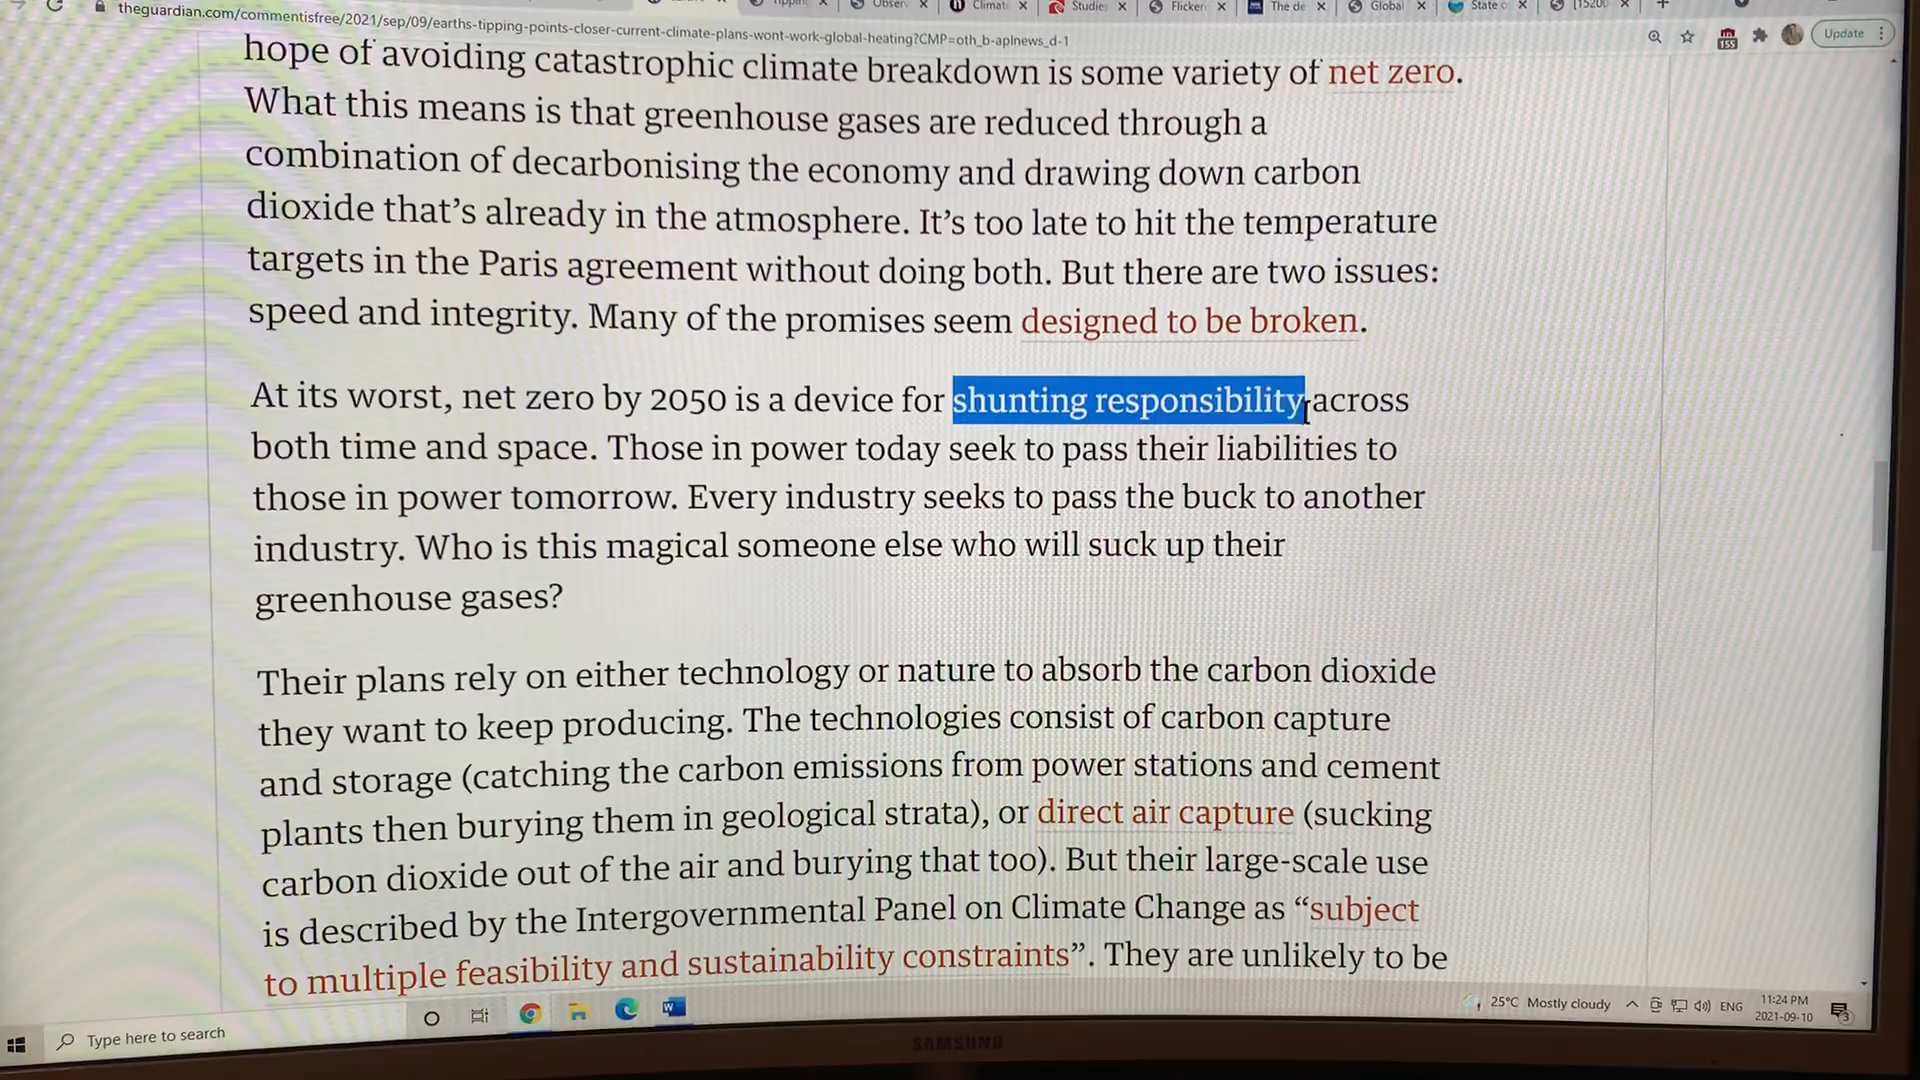 theguardian.com/commentisfree/2021/sep/09/earths-tipping-points-closer-current-climate-plans-wont-work-global-heating?CMP=oth_b-aplnews_d-1
Climat
Studie
Flicker
The de
Global
State o
Update
155
hope of avoiding catastrophic climate breakdown is some variety of net zero.
What this means is that greenhouse gases are reduced through a
combination of decarbonising the economy and drawing down carbon
dioxide that’s already in the atmosphere. It’s too late to hit the temperature
targets in the Paris agreement without doing both. But there are two issues:
speed and integrity. Many of the promises seem designed to be broken.
At its worst, net zero by 2050 is a device for shunting responsibility across
both time and space. Those in power today seek to pass their liabilities to
those in power tomorrow. Every industry seeks to pass the buck to another
industry. Who is this magical someone else who will suck up their
greenhouse gases?
Their plans rely on either technology or nature to absorb the carbon dioxide
they want to keep producing. The technologies consist of carbon capture
and storage (catching the carbon emissions from power stations and cement
plants then burying them in geological strata), or direct air capture (sucking
carbon dioxide out of the air and burying that too). But their large-scale use
is described by the Intergovernmental Panel on Climate Change as “subject
to multiple feasibility and sustainability constraints”. They are unlikely to be
Type here to search
25°C Mostly cloudy
ENG
11:24 PM
2021-09-10
3
SAMSUNG